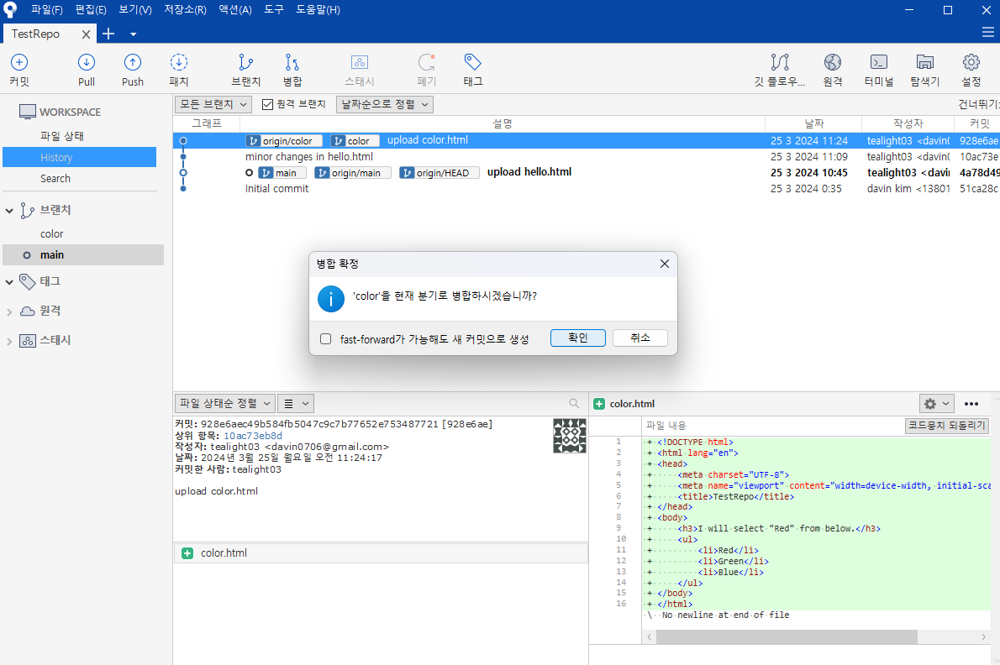 파일(F) 편집(E) 보기(V) 저장소(R) 액션(A) 도구 도움말(H)
TestRepo
커밋 Pull Push 패치 브랜치 병합 스태시 폐기 태그 깃 플로우... 원격 터미널 탐색기 설정
WORKSPACE
파일 상태
History
Search
브랜치
color
main
태그
원격
스태시
모든 브랜치 원격 브랜치 날짜순으로 정렬 건너뛰기:
그래프 설명 날짜 작성자 커밋
origin/color color upload color.html 25 3 2024 11:24 tealight03 <davin( 928e6ae
minor changes in hello.html 25 3 2024 11:09 tealight03 <davin( 10ac73e
main origin/main origin/HEAD upload hello.html 25 3 2024 10:45 tealight03 <davin 4a78d49
Initial commit 25 3 2024 0:35 davin kim <13801 51ca28c
병합 확정
'color'을 현재 분기로 병합하시겠습니까?
fast-forward가 가능해도 새 커밋으로 생성 확인 취소
파일 상태순 정렬
커밋: 928e6aec49b584fb5047c9c7b77652e753487721 [928e6ae]
상위 항목: 10ac73eb8d
작성자: tealight03 <davin0706@gmail.com>
날짜: 2024년 3월 25일 월요일 오전 11:24:17
커밋한 사람: tealight03
upload color.html
color.html
color.html
파일 내용 코드뭉치 되돌리기
1 + <!DOCTYPE html>
2 + <html lang="en">
3 + <head>
4 + <meta charset="UTF-8">
5 + <meta name="viewport" content="width=device-width, initial-sca
6 + <title>TestRepo</title>
7 + </head>
8 + <body>
9 + <h3>I will select "Red" from below.</h3>
10 + <ul>
11 + <li>Red</li>
12 + <li>Green</li>
13 + <li>Blue</li>
14 + </ul>
15 + </body>
16 + </html>
\ No newline at end of file